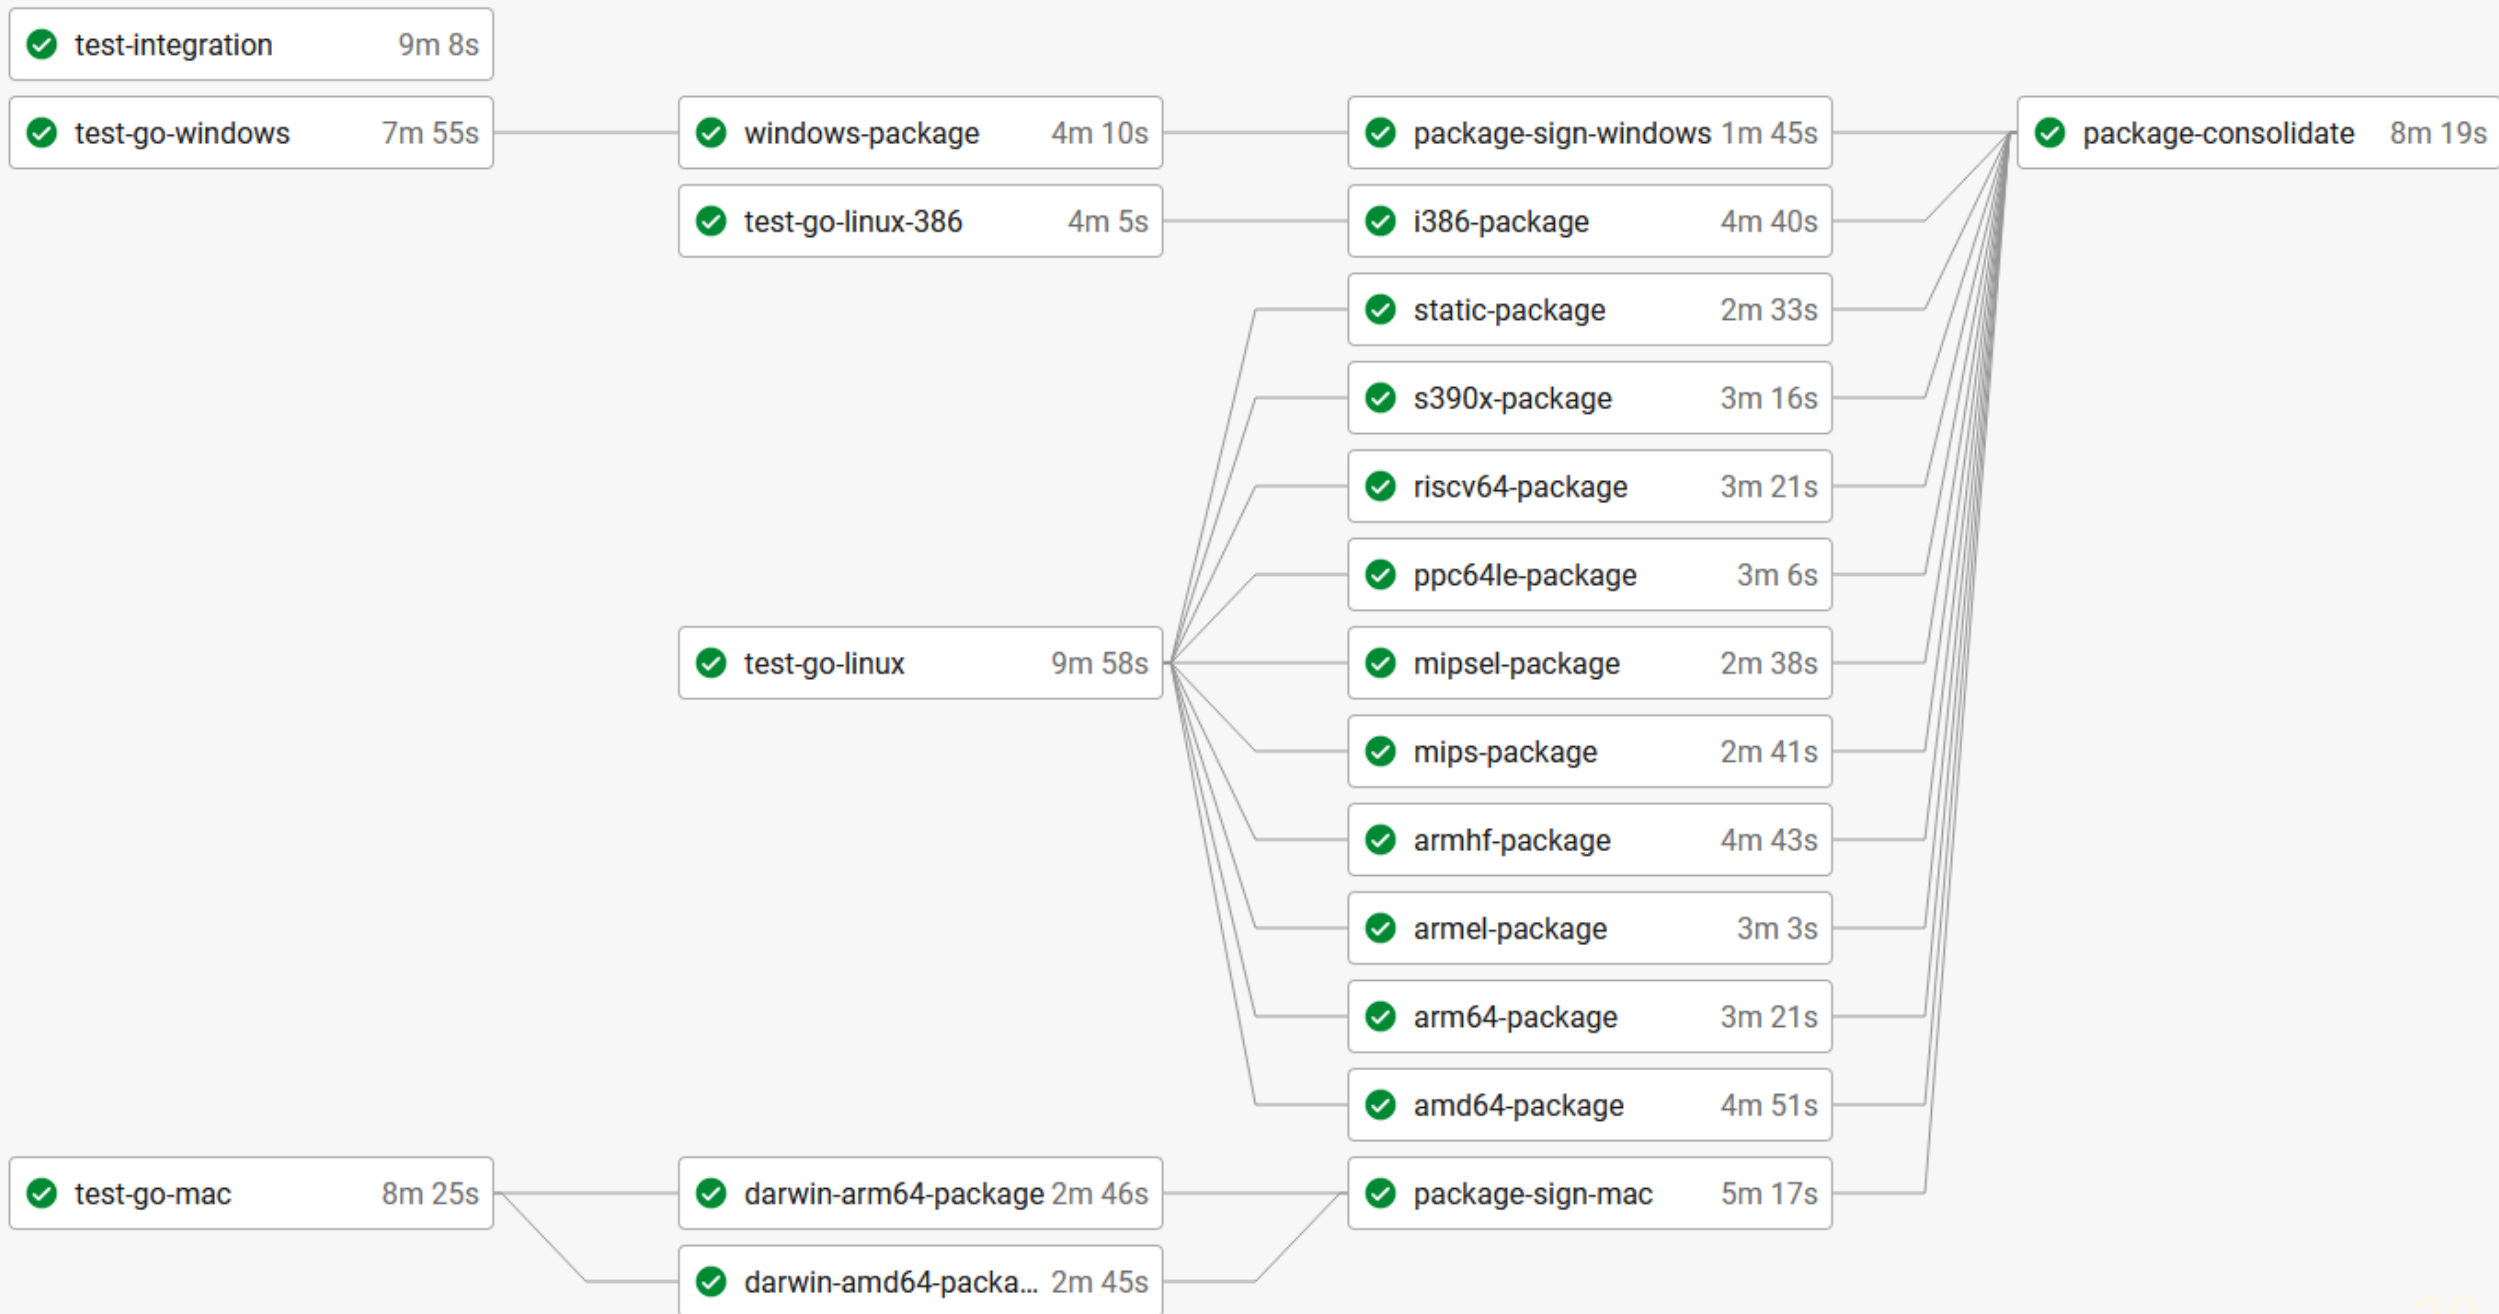 test-integration 9m 8s
test-go-windows 7m 55s
windows-package 4m 10s
package-sign-windows 1m 45s
package-consolidate 8m 19s
test-go-linux-386 4m 5s
i386-package 4m 40s
static-package 2m 33s
s390x-package 3m 16s
riscv64-package 3m 21s
ppc64le-package 3m 6s
test-go-linux 9m 58s
mipsel-package 2m 38s
mips-package 2m 41s
armhf-package 4m 43s
armel-package 3m 3s
arm64-package 3m 21s
amd64-package 4m 51s
test-go-mac 8m 25s
darwin-arm64-package 2m 46s
package-sign-mac 5m 17s
darwin-amd64-packa... 2m 45s